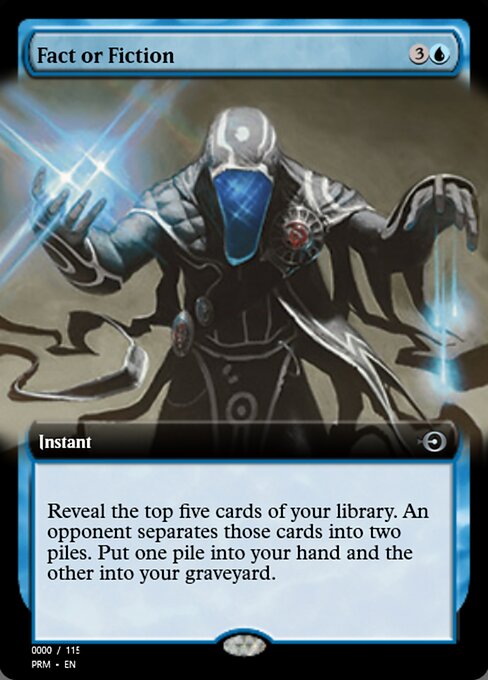 Fact or Fiction 3
Instant
Reveal the top five cards of your library. An
opponent separates those cards into two
piles. Put one pile into your hand and the
other into your graveyard.
0000 / 115
PRM • EN